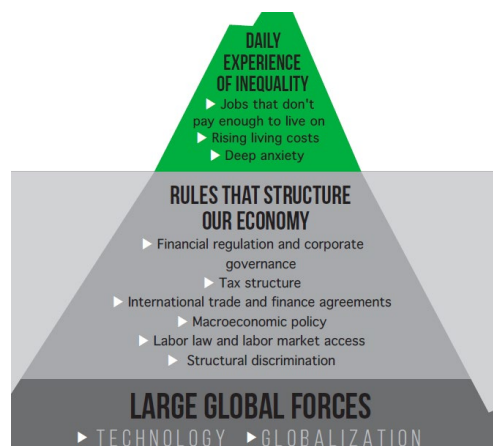 DAILY
EXPERIENCE
OF INEQUALITY
▶ Jobs that don't
pay enough to live on
▶ Rising living costs
▶ Deep anxiety
RULES THAT STRUCTURE
OUR ECONOMY
▶ Financial regulation and corporate
governance
▶ Tax structure
▶ International trade and finance agreements
▶ Macroeconomic policy
▶ Labor law and labor market access
▶ Structural discrimination
LARGE GLOBAL FORCES
▶ TECHNOLOGY ▶ GLOBALIZATION